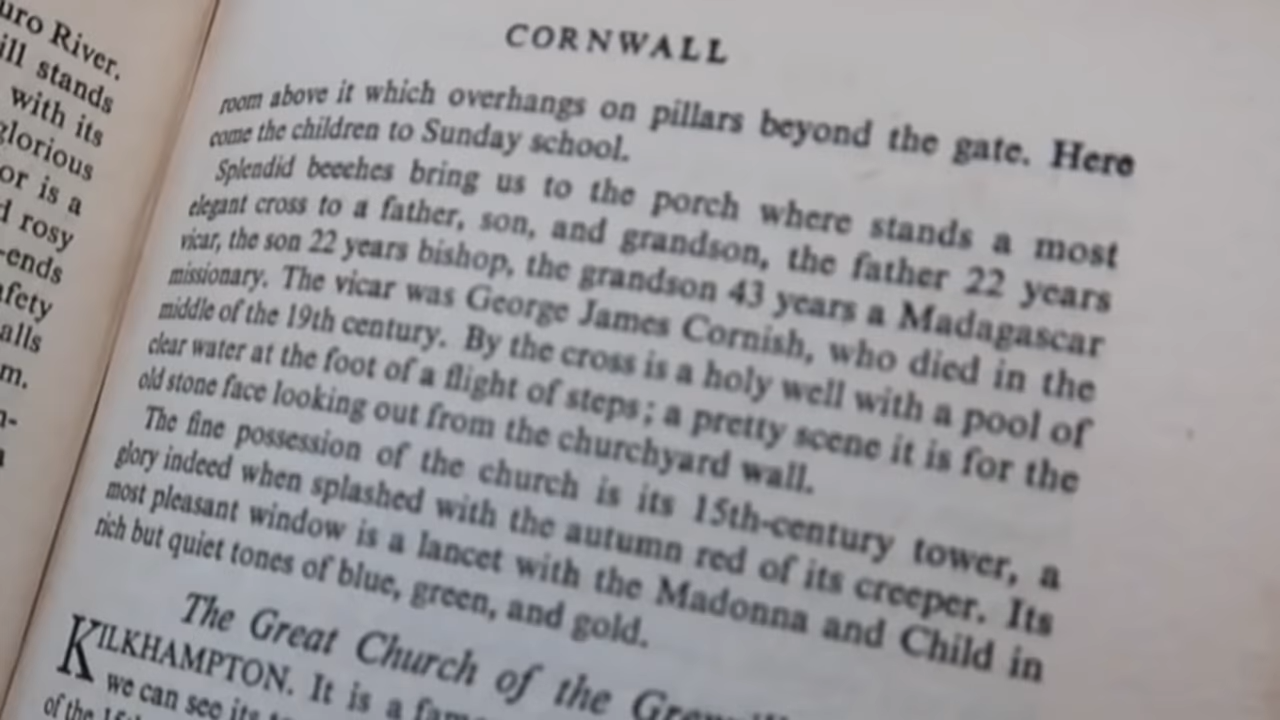 uro River.
ill stands
with its
glorious
or is a
d rosy
-ends
afety
alls
m.
n-
CORNWALL
room above it which overhangs on pillars beyond the gate. Here
come the children to Sunday school.
Splendid beeches bring us to the porch where stands a most
elegant cross to a father, son, and grandson, the father 22 years
vicar, the son 22 years bishop, the grandson 43 years a Madagascar
missionary. The vicar was George James Cornish, who died in the
middle of the 19th century. By the cross is a holy well with a pool of
clear water at the foot of a flight of steps; a pretty scene it is for the
old stone face looking out from the churchyard wall.
The fine possession of the church is its 15th-century tower, a
glory indeed when splashed with the autumn red of its creeper. Its
most pleasant window is a lancet with the Madonna and Child in
rich but quiet tones of blue, green, and gold.
The Great Church of the
KILKHAMPTON. It is a
we can see its
of the